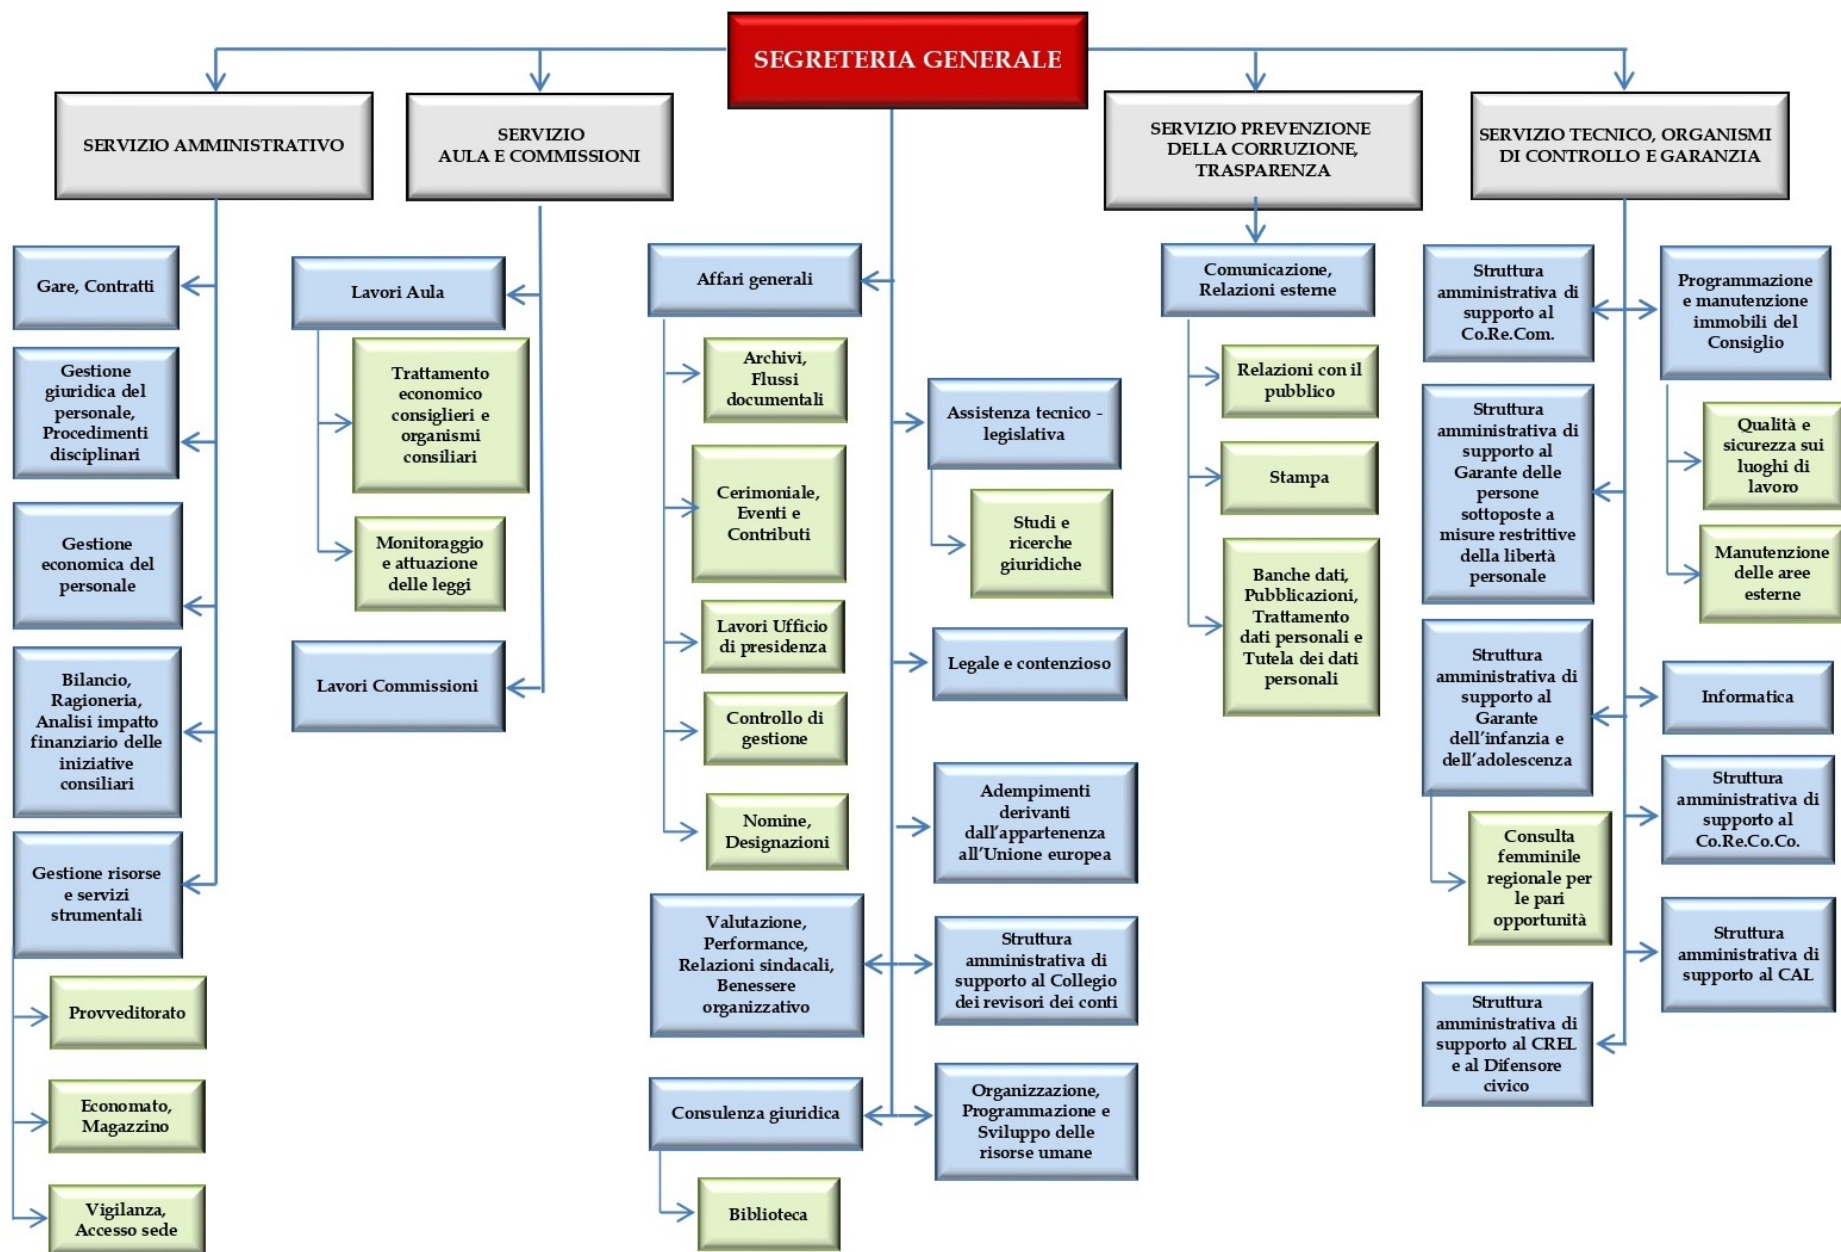 SEGRETERIA GENERALE
SERVIZIO AMMINISTRATIVO
SERVIZIO
AULA E COMMISSIONI
SERVIZIO PREVENZIONE
DELLA CORRUZIONE,
TRASPARENZA
SERVIZIO TECNICO, ORGANISMI
DI CONTROLLO E GARANZIA
Gare, Contratti
Gestione
giuridica del
personale,
Procedimenti
disciplinari
Gestione
economica del
personale
Bilancio,
Ragioneria,
Analisi impatto
finanziario delle
iniziative
consiliari
Gestione risorse
e servizi
strumentali
Provveditorato
Economato,
Magazzino
Vigilanza,
Accesso sede
Lavori Aula
Trattamento
economico
consiglieri e
organismi
consiliari
Monitoraggio
e attuazione
delle leggi
Lavori Commissioni
Affari generali
Archivi,
Flussi
documentali
Cerimoniale,
Eventi e
Contributi
Lavori Ufficio
di presidenza
Controllo di
gestione
Nomine,
Designazioni
Valutazione,
Performance,
Relazioni sindacali,
Benessere
organizzativo
Consulenza giuridica
Biblioteca
Assistenza tecnico -
legislativa
Studi e
ricerche
giuridiche
Legale e contenzioso
Adempimenti
derivanti
dall'appartenenza
all'Unione europea
Struttura
amministrativa di
supporto al Collegio
dei revisori dei conti
Organizzazione,
Programmazione e
Sviluppo delle
risorse umane
Comunicazione,
Relazioni esterne
Relazioni con il
pubblico
Stampa
Banche dati,
Pubblicazioni,
Trattamento
dati personali e
Tutela dei dati
personali
Struttura
amministrativa di
supporto al
Co.Re.Com.
Struttura
amministrativa di
supporto al
Garante delle
persone
sottoposte a
misure restrittive
della libertà
personale
Struttura
amministrativa di
supporto al
Garante
dell'infanzia e
dell'adolescenza
Consulta
femminile
regionale per
le pari
opportunità
Struttura
amministrativa di
supporto al CREL
e al Difensore
civico
Programmazione
e manutenzione
immobili del
Consiglio
Qualità e
sicurezza sui
luoghi di
lavoro
Manutenzione
delle aree
esterne
Informatica
Struttura
amministrativa di
supporto al
Co.Re.Co.Co.
Struttura
amministrativa di
supporto al CAL